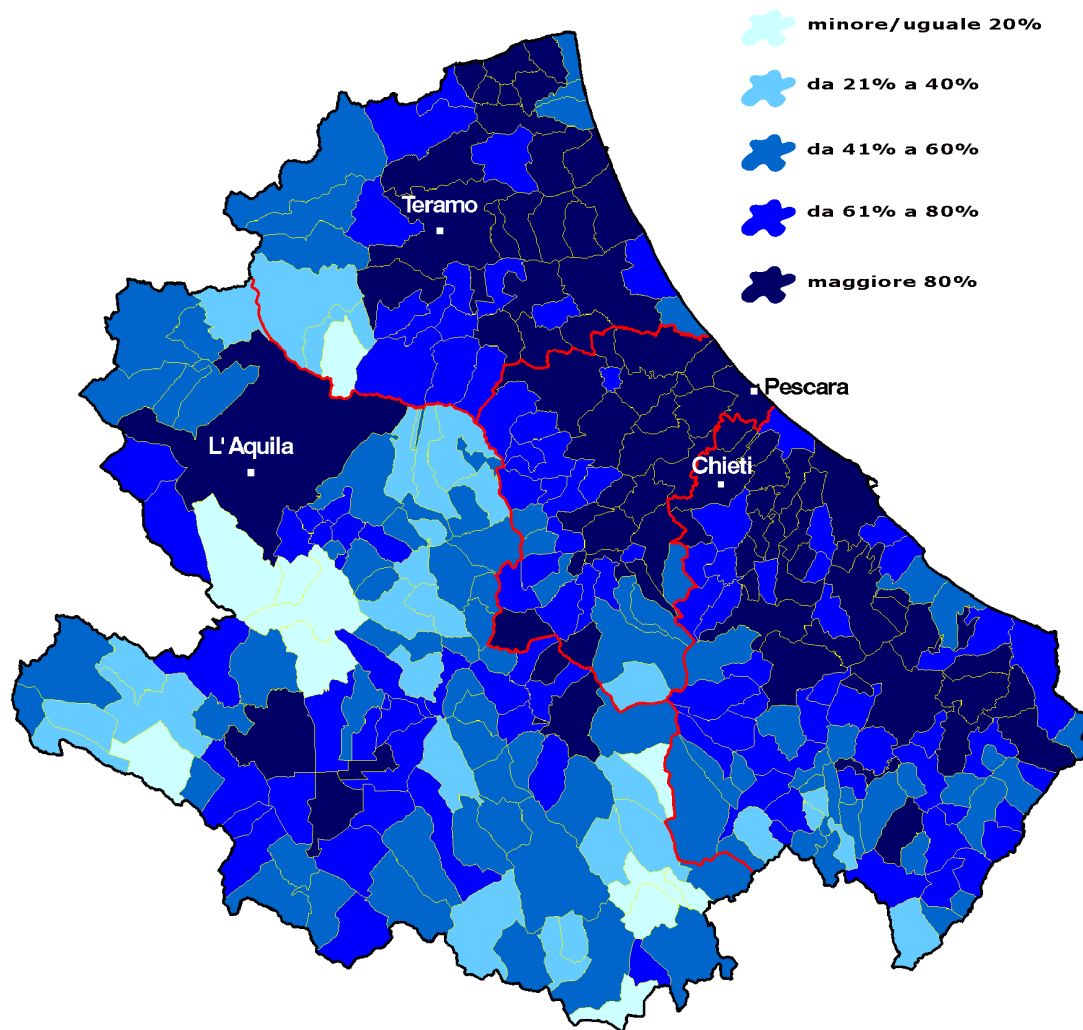 minore/uguale 20%
da 21% a 40%
da 41% a 60%
da 61% a 80%
maggiore 80%
Teramo
Pescara
L'Aquila
Chieti